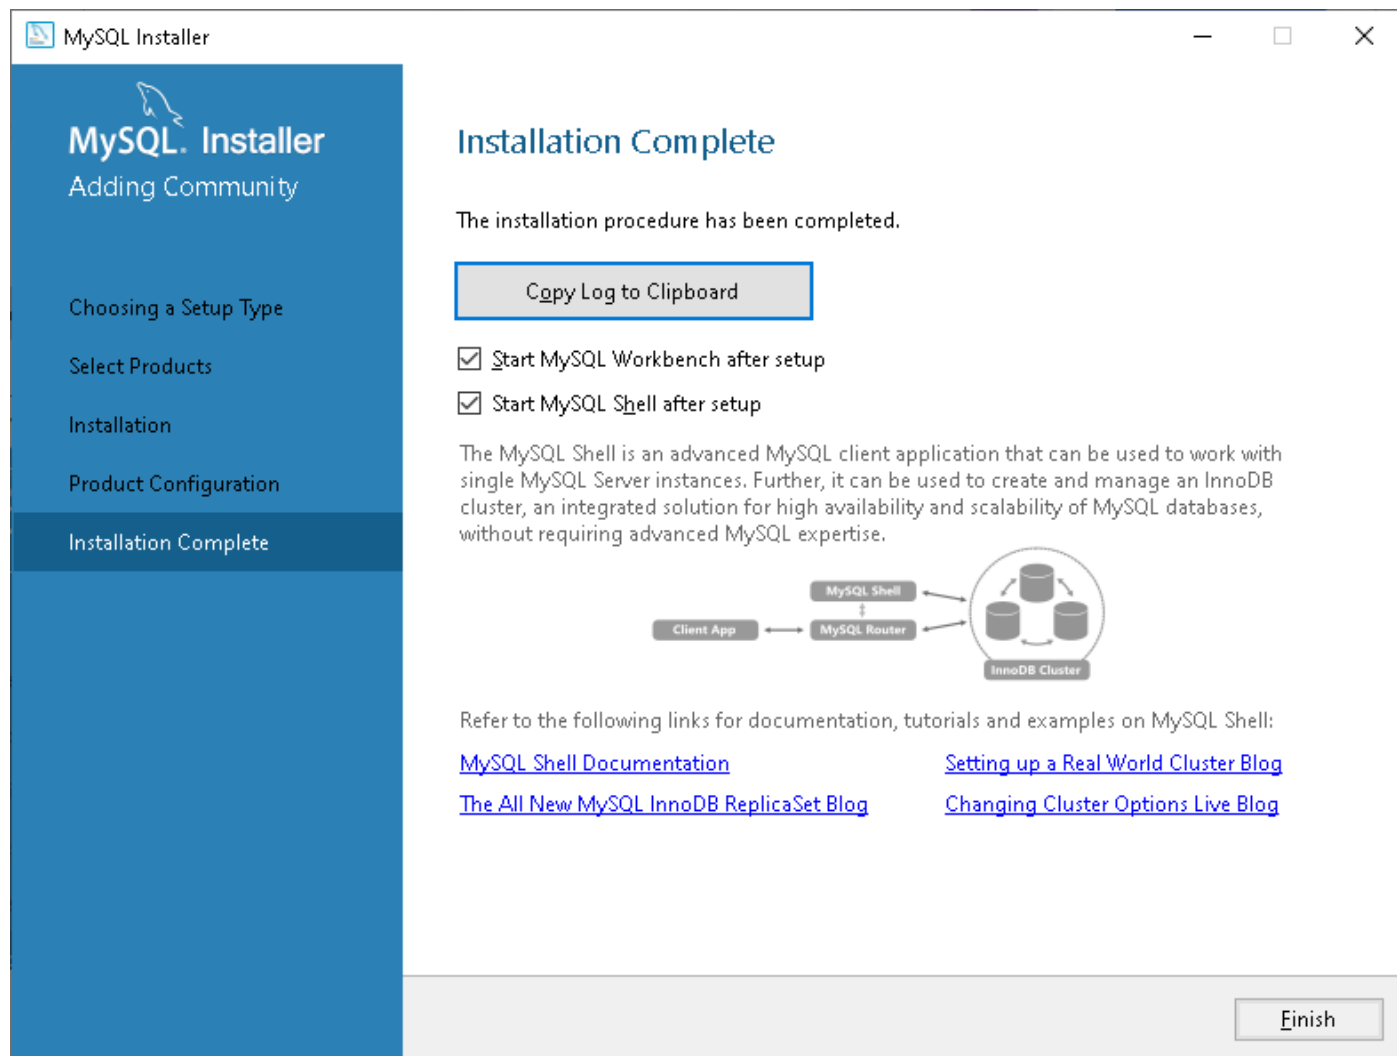 MySQL Installer
MySQL. Installer
Adding Community
Choosing a Setup Type
Select Products
Installation
Product Configuration
Installation Complete
Installation Complete
The installation procedure has been completed.
Copy Log to Clipboard
Start MySQL Workbench after setup
Start MySQL Shell after setup
The MySQL Shell is an advanced MySQL client application that can be used to work with
single MySQL Server instances. Further, it can be used to create and manage an InnoDB
cluster, an integrated solution for high availability and scalability of MySQL databases,
without requiring advanced MySQL expertise.
MySQL Shell
Client App
MySQL Router
InnoDB Cluster
Refer to the following links for documentation, tutorials and examples on MySQL Shell:
MySQL Shell Documentation
Setting up a Real World Cluster Blog
The All New MySQL InnoDB ReplicaSet Blog
Changing Cluster Options Live Blog
Finish